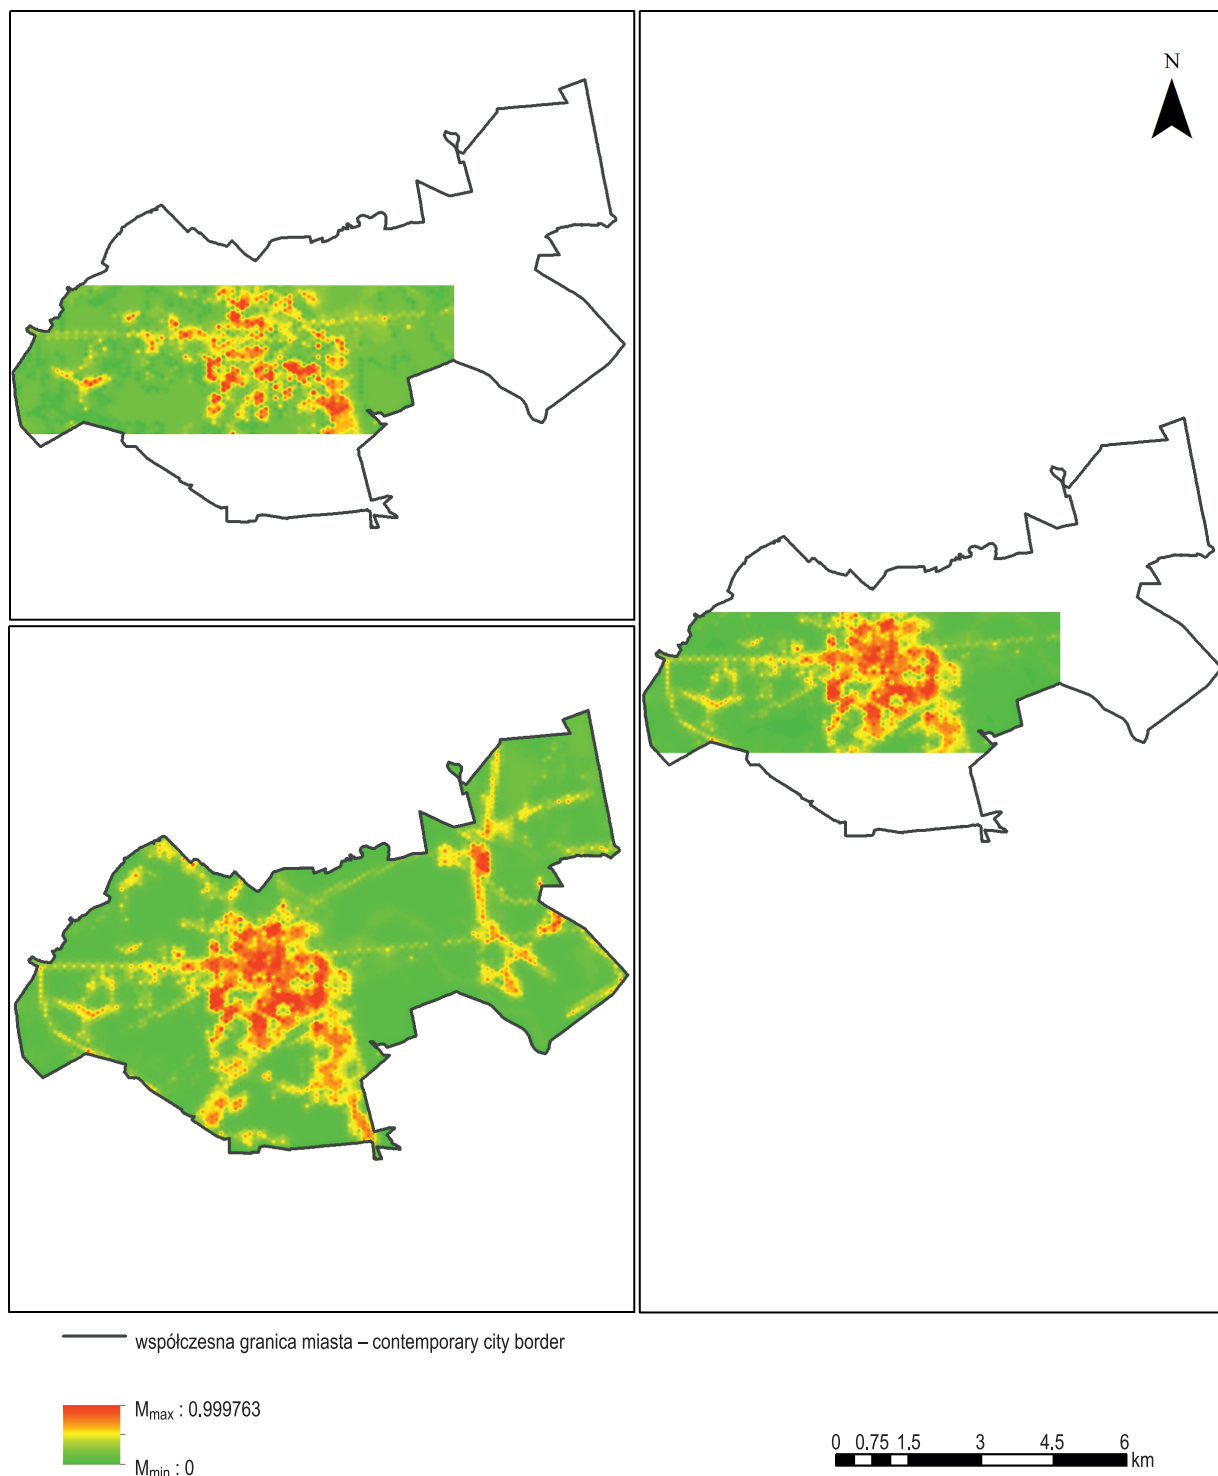 N
współczesna granica miasta – contemporary city border
Mmax : 0.999763
Mmin : 0
0 0.75 1.5 3 4.5 6
km